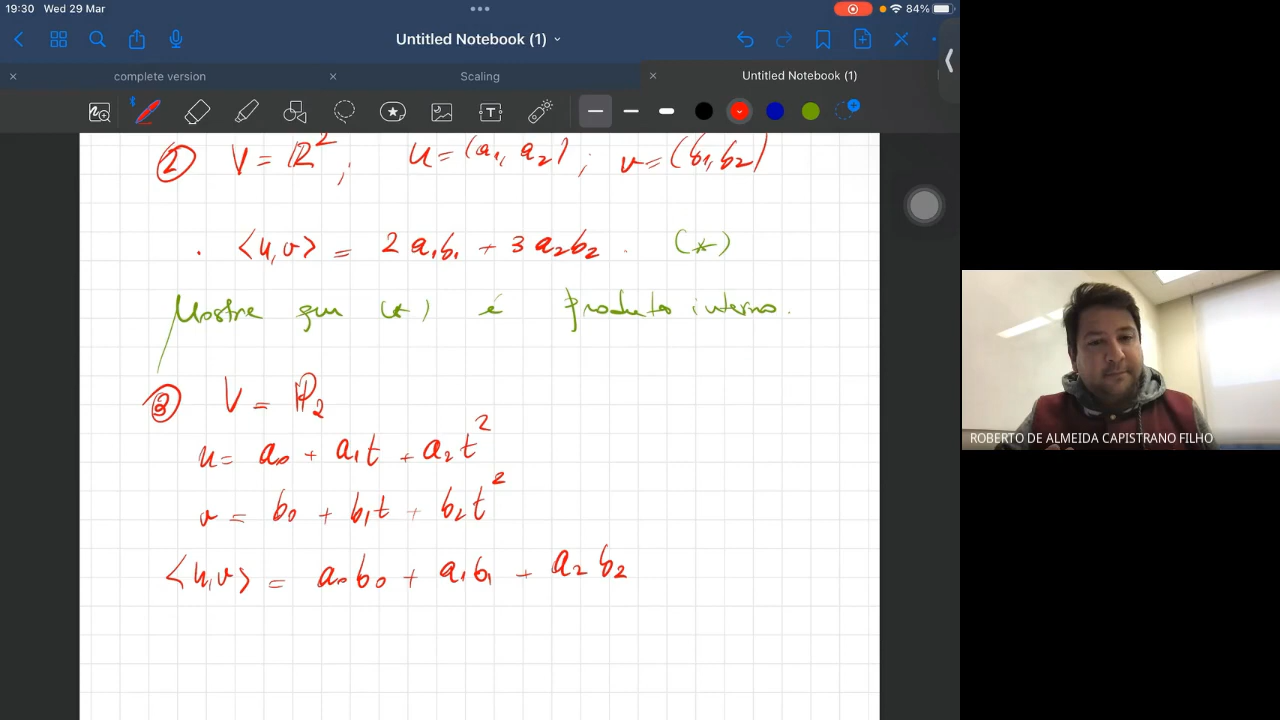 19:30 Wed 29 Mar
84%
Untitled Notebook (1)
complete version
Scaling
Untitled Notebook (1)
T
② V = ℝ²; u = (a₁, a₂); v = (b₁, b₂)
. ⟨u,v⟩ = 2a₁b₁ + 3a₂b₂ . (*)
Mostre que (*) é produto interno.
③ V = ℙ₂
u = a₀ + a₁t + a₂t²
v = b₀ + b₁t + b₂t²
⟨u,v⟩ = a₀b₀ + a₁b₁ + a₂b₂
ROBERTO DE ALMEIDA CAPISTRANO FILHO